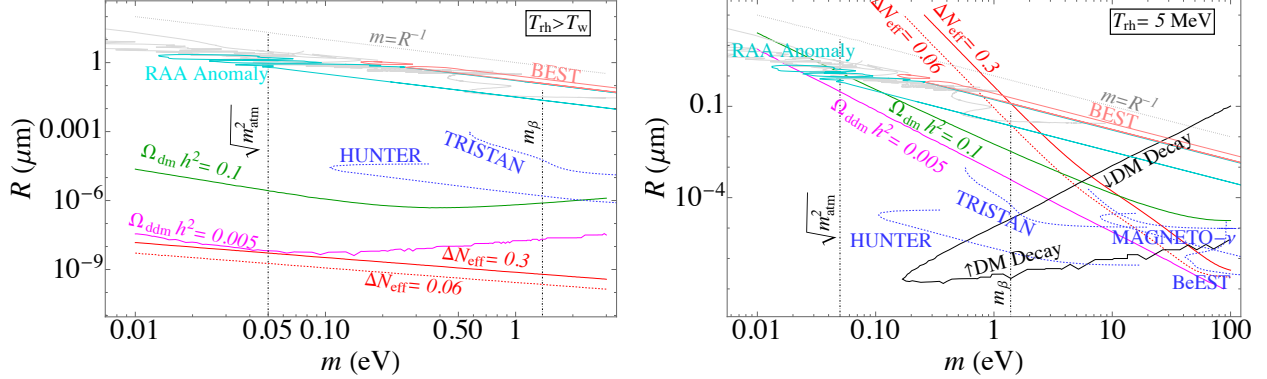 T_rh > T_w
m=R⁻¹
BEST
RAA Anomaly
√m²_atm
m_β
TRISTAN
HUNTER
Ω_dm h² = 0.1
Ω_ddm h² = 0.005
ΔN_eff = 0.3
ΔN_eff = 0.06
1
0.001
10⁻⁶
10⁻⁹
R (μm)
0.01
0.05
0.10
0.50
1
m (eV)
T_rh = 5 MeV
ΔN_eff = 0.3
ΔN_eff = 0.06
RAA Anomaly
m=R⁻¹
BEST
Ω_dm h² = 0.1
Ω_ddm h² = 0.005
↓DM Decay
TRISTAN
√m²_atm
HUNTER
MAGNETO-ν
↑DM Decay
m_β
BeEST
0.1
10⁻⁴
R (μm)
0.01
0.10
1
10
100
m (eV)